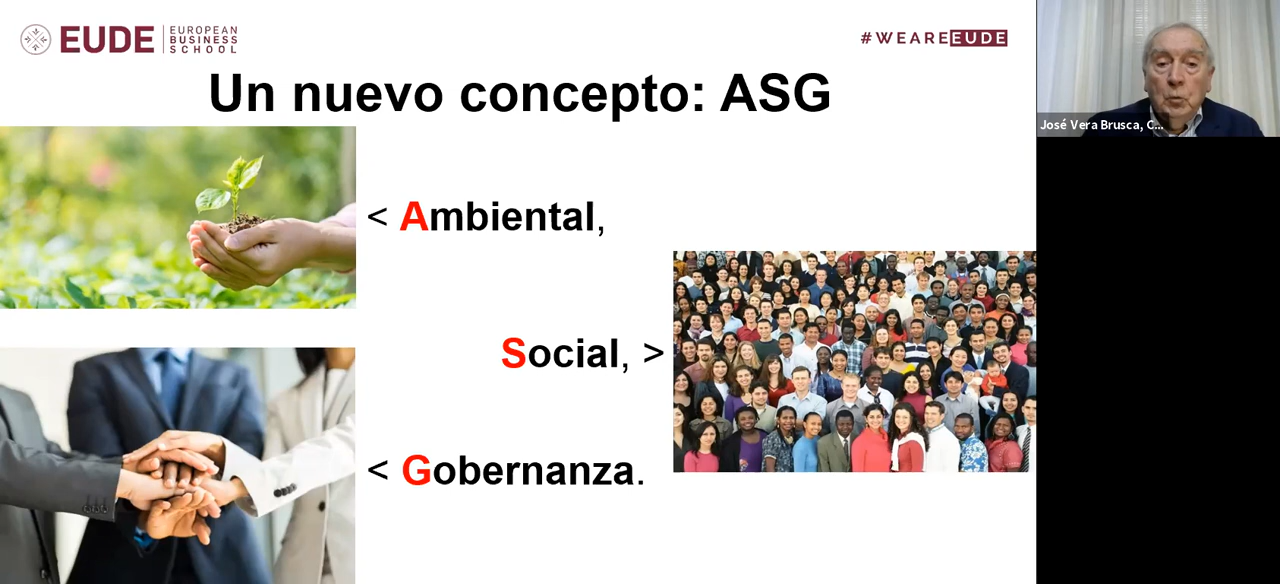 EUDE
EUROPEAN
BUSINESS
SCHOOL
#WEAREEUDE
José Vera Brusca, C...
Un nuevo concepto: ASG
< Ambiental,
Social, >
< Gobernanza.